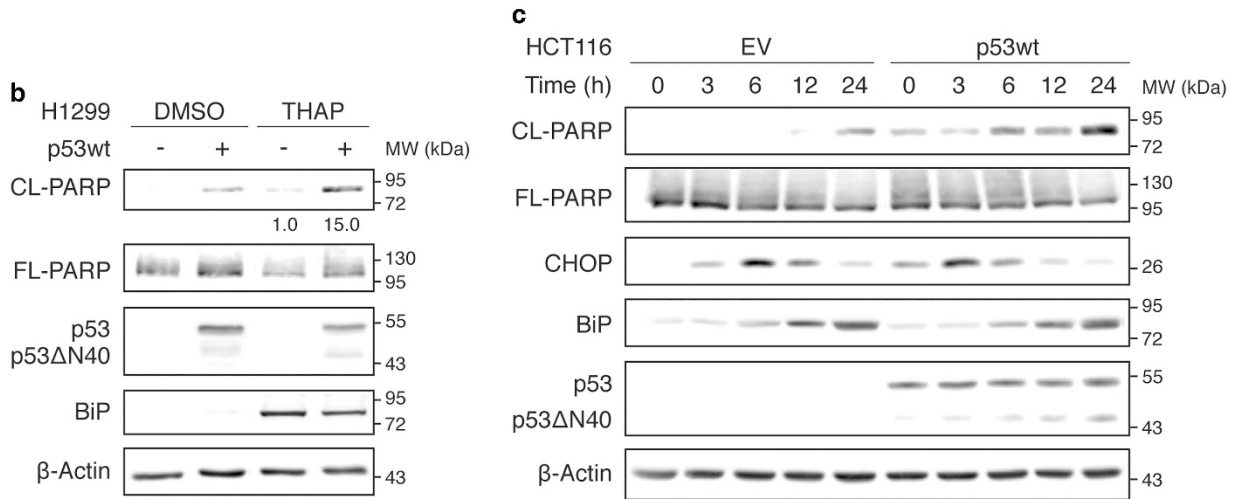 b
H1299 DMSO THAP
p53wt - + - + MW (kDa)
CL-PARP 95
72
1.0 15.0
FL-PARP 130
95
p53 55
p53ΔN40 43
BiP 95
72
β-Actin 43
c
HCT116 EV p53wt
Time (h) 0 3 6 12 24 0 3 6 12 24 MW (kDa)
CL-PARP 95
72
FL-PARP 130
95
CHOP 26
BiP 95
72
p53 55
p53ΔN40 43
β-Actin 43